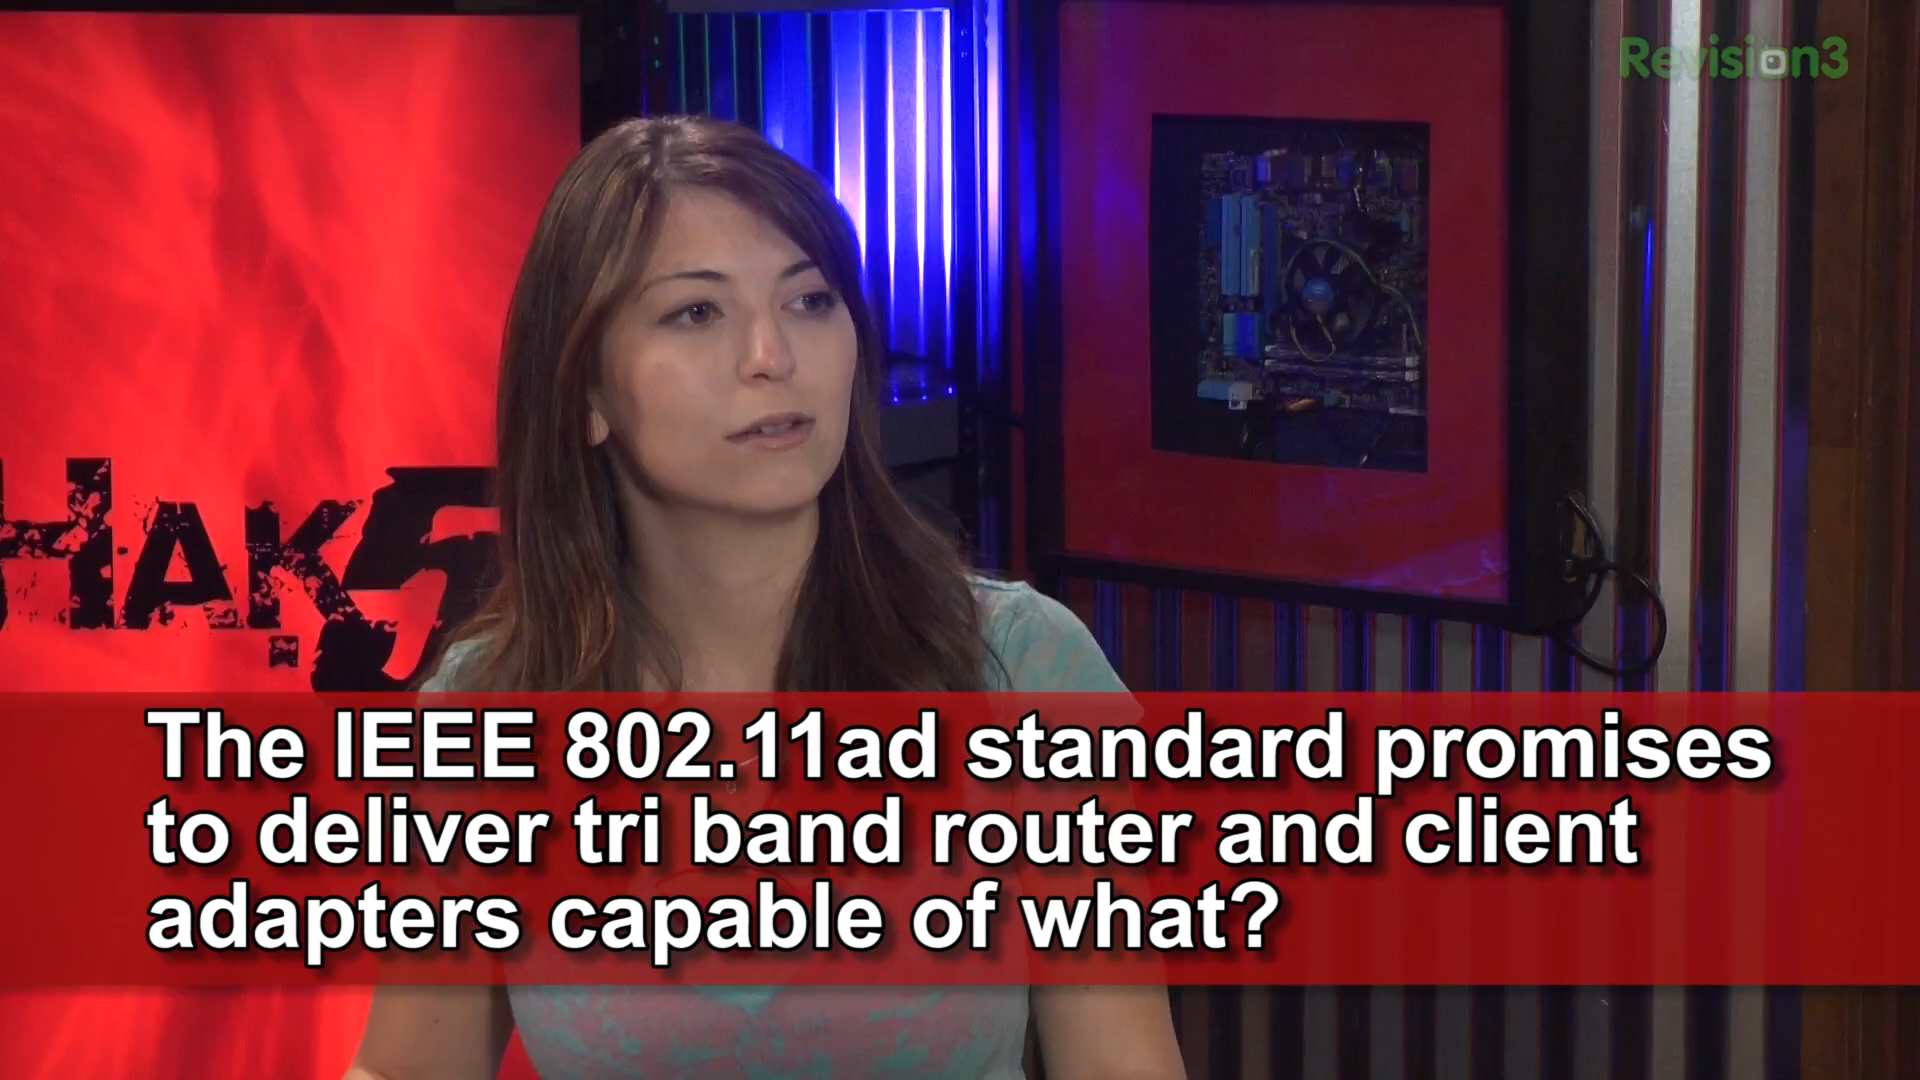 Revision3
HAK5
The IEEE 802.11ad standard promises
to deliver tri band router and client
adapters capable of what?